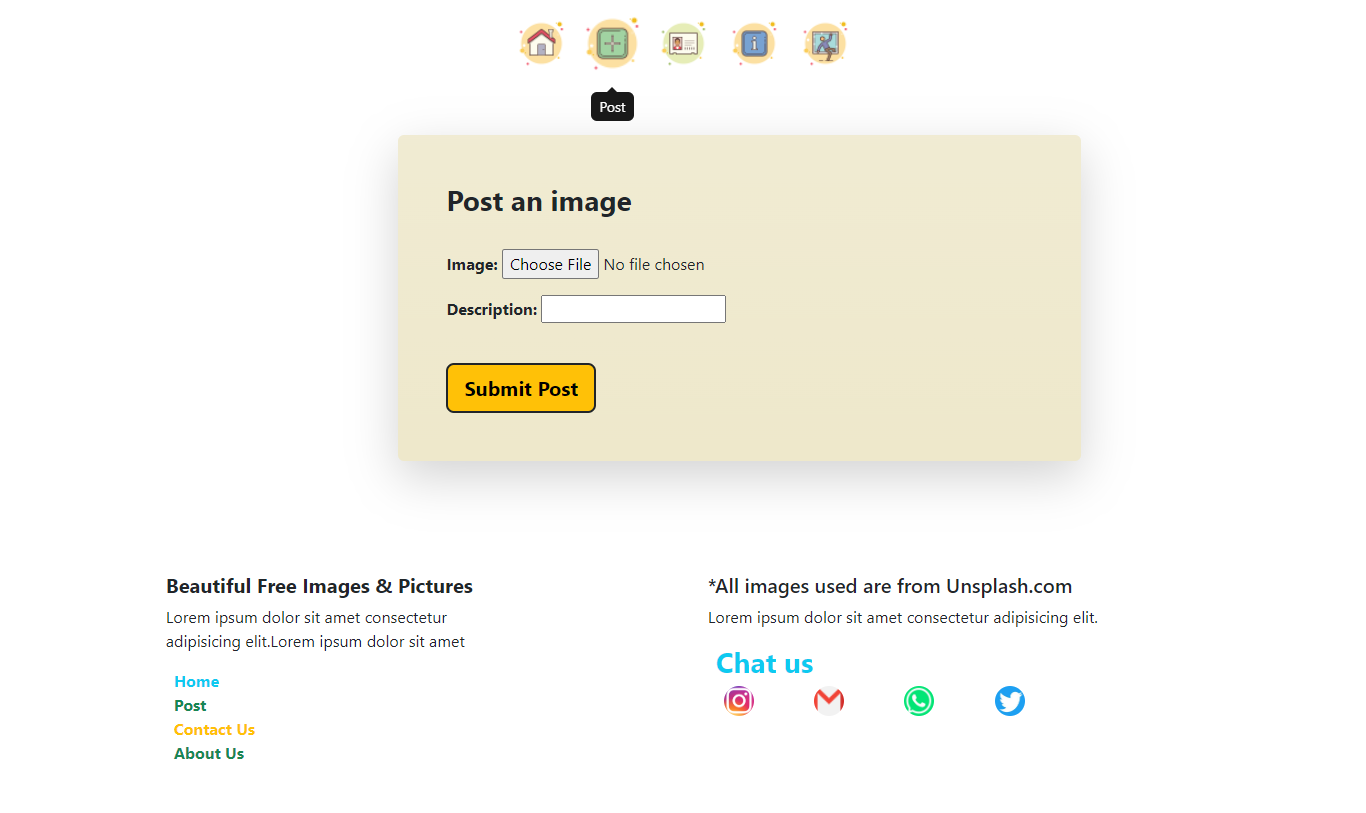 Post
Post an image
Image: Choose File No file chosen
Description:
Submit Post
Beautiful Free Images & Pictures
Lorem ipsum dolor sit amet consectetur
adipisicing elit.Lorem ipsum dolor sit amet
Home
Post
Contact Us
About Us
*All images used are from Unsplash.com
Lorem ipsum dolor sit amet consectetur adipisicing elit.
Chat us